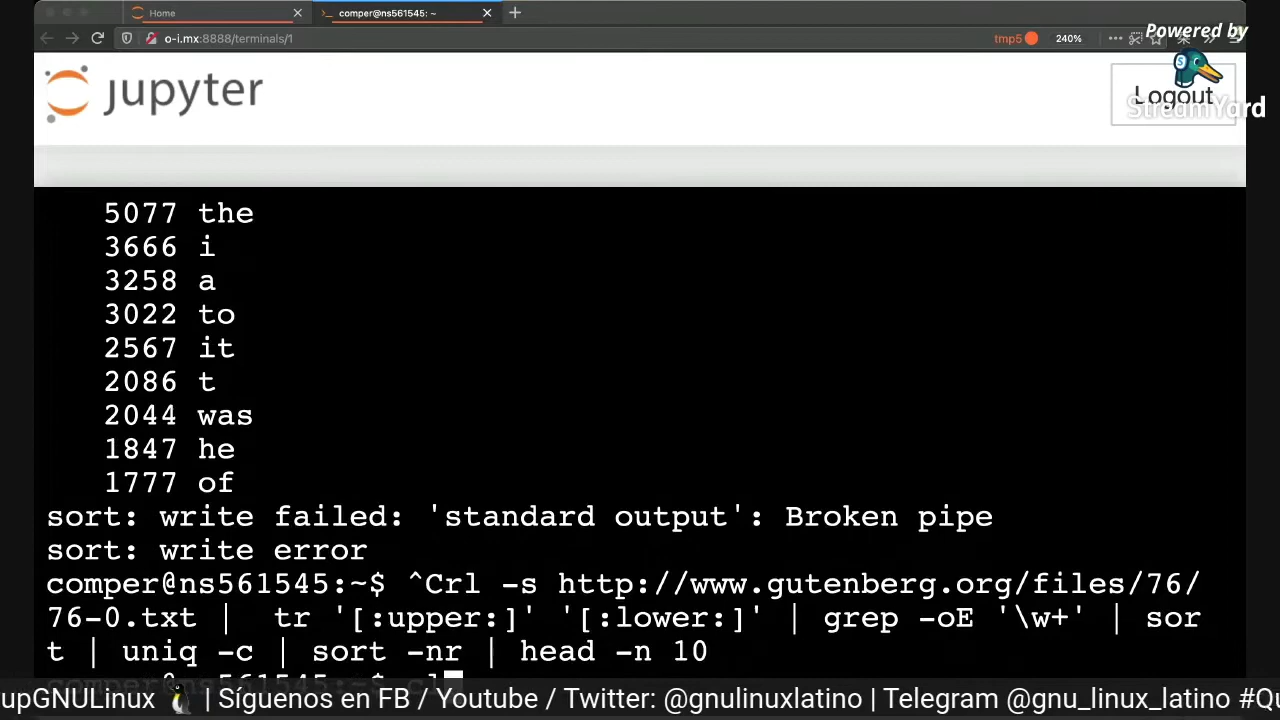 Home
comper@ns561545: ~
o-i.mx:8888/terminals/1
tmp5
240%
Powered by
jupyter
Logout
StreamYard
5077 the
3666 i
3258 a
3022 to
2567 it
2086 t
2044 was
1847 he
1777 of
sort: write failed: 'standard output': Broken pipe
sort: write error
comper@ns561545:~$ ^Crl -s http://www.gutenberg.org/files/76/
76-0.txt |  tr '[:upper:]' '[:lower:]' | grep -oE '\w+' | sor
t | uniq -c | sort -nr | head -n 10
comper@ns561545:~$ cl
upGNULinux 🐧 | Síguenos en FB / Youtube / Twitter: @gnulinuxlatino | Telegram @gnu_linux_latino #Qu